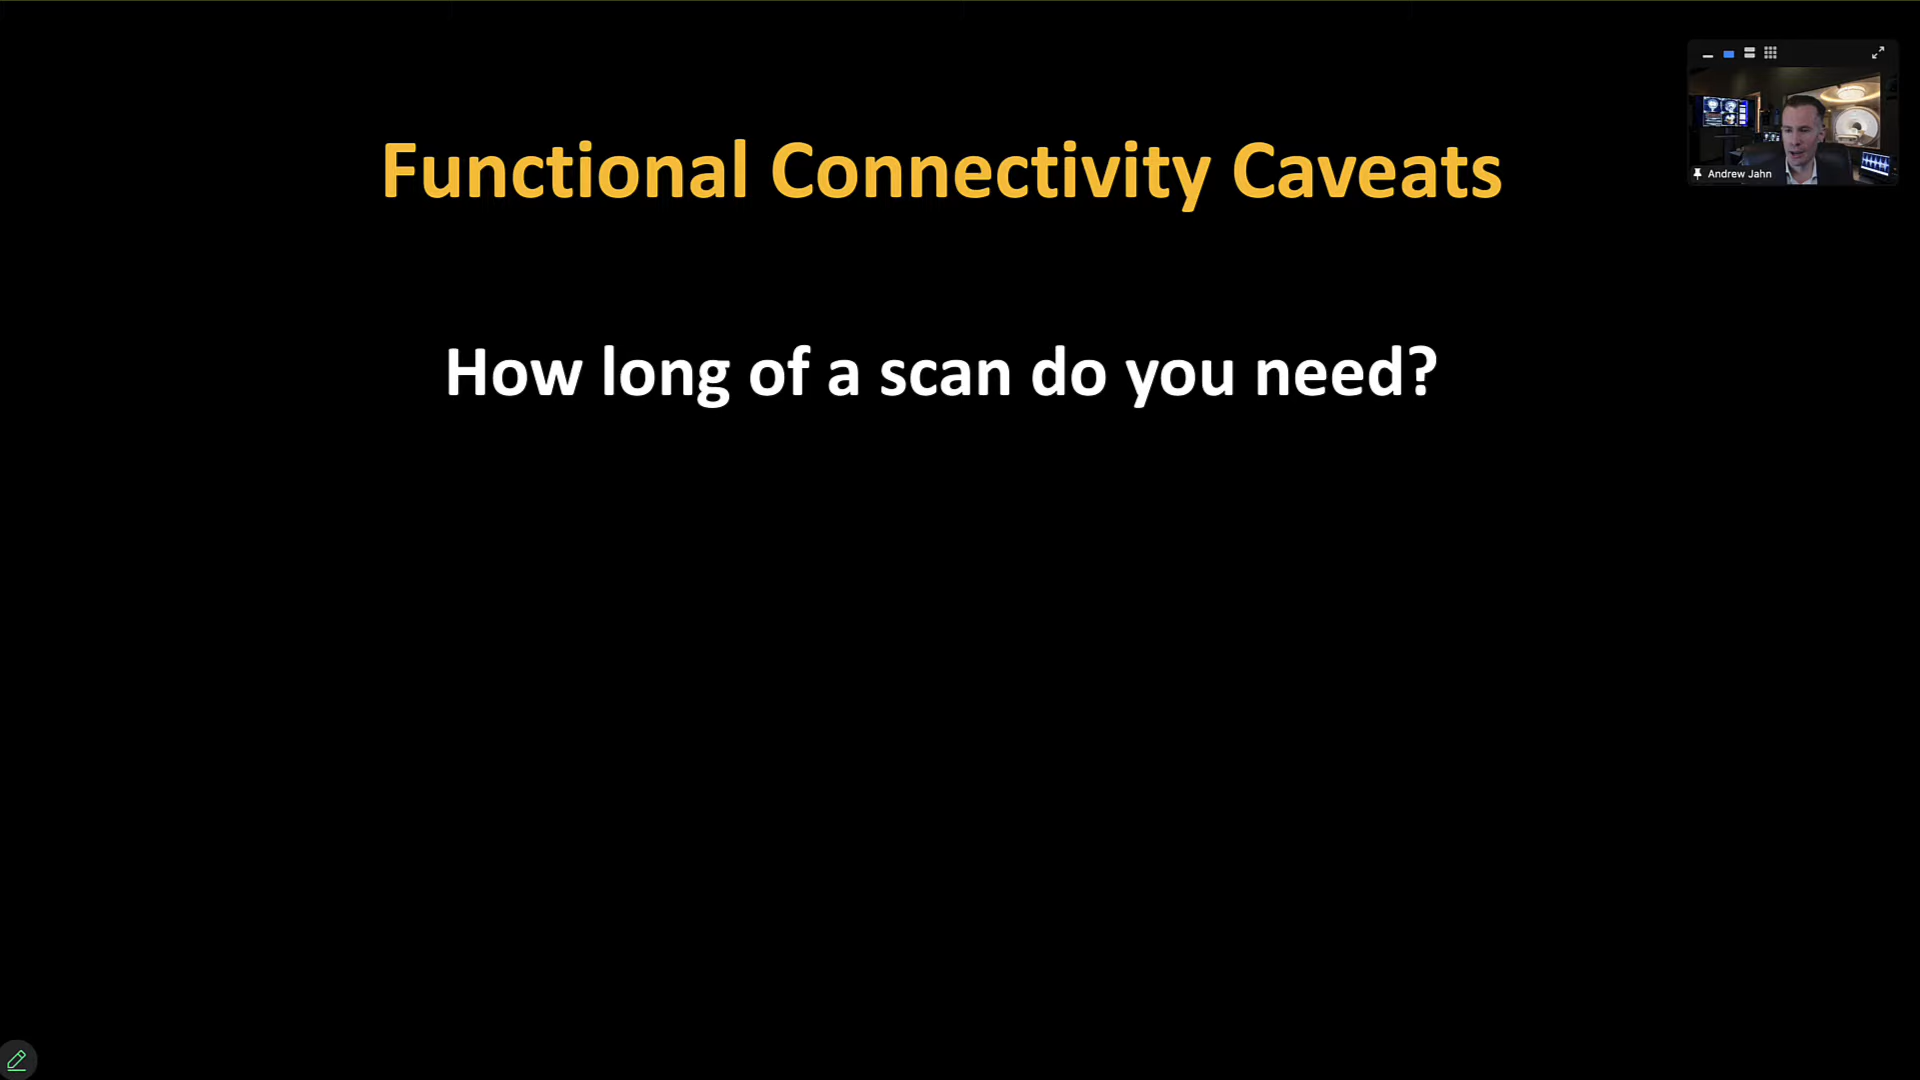 Functional Connectivity Caveats
How long of a scan do you need?
Andrew Jahn